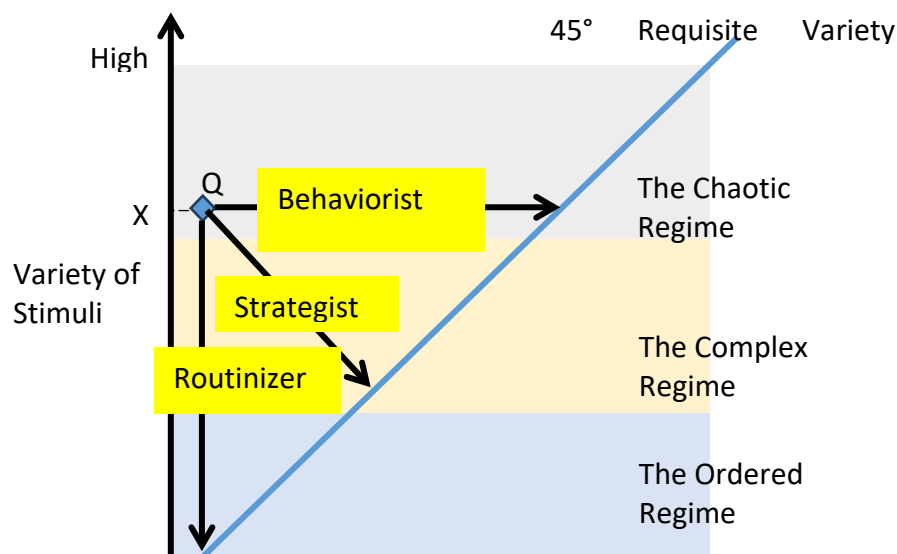 45° Requisite Variety
High
Q
Behaviorist
X
The Chaotic
Regime
Variety of
Stimuli
Strategist
The Complex
Regime
Routinizer
The Ordered
Regime